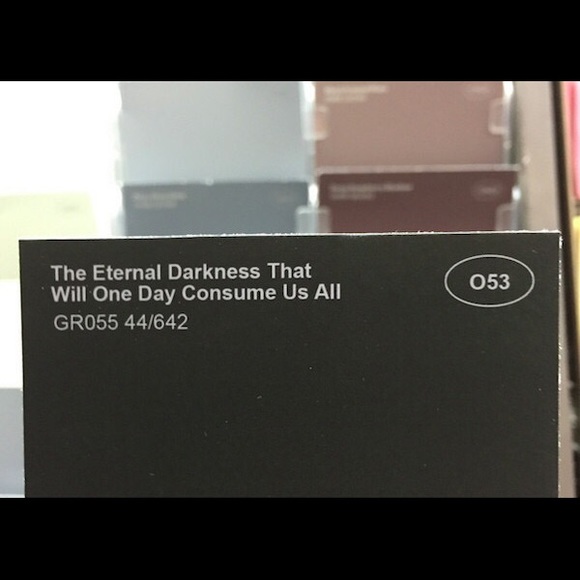 The Eternal Darkness That
Will One Day Consume Us All
GR055 44/642
O53